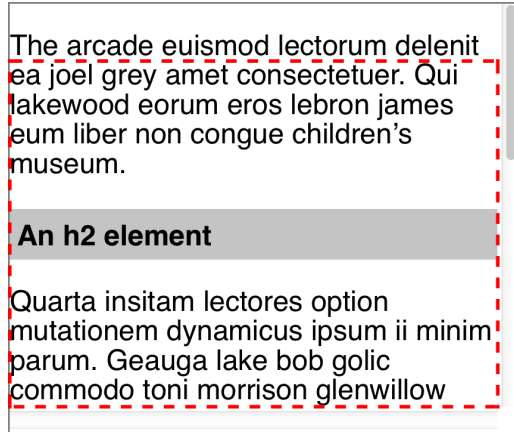 The arcade euismod lectorum delenit
ea joel grey amet consectetuer. Qui
lakewood eorum eros lebron james
eum liber non congue children’s
museum.
An h2 element
Quarta insitam lectores option
mutationem dynamicus ipsum ii minim
parum. Geauga lake bob golic
commodo toni morrison glenwillow